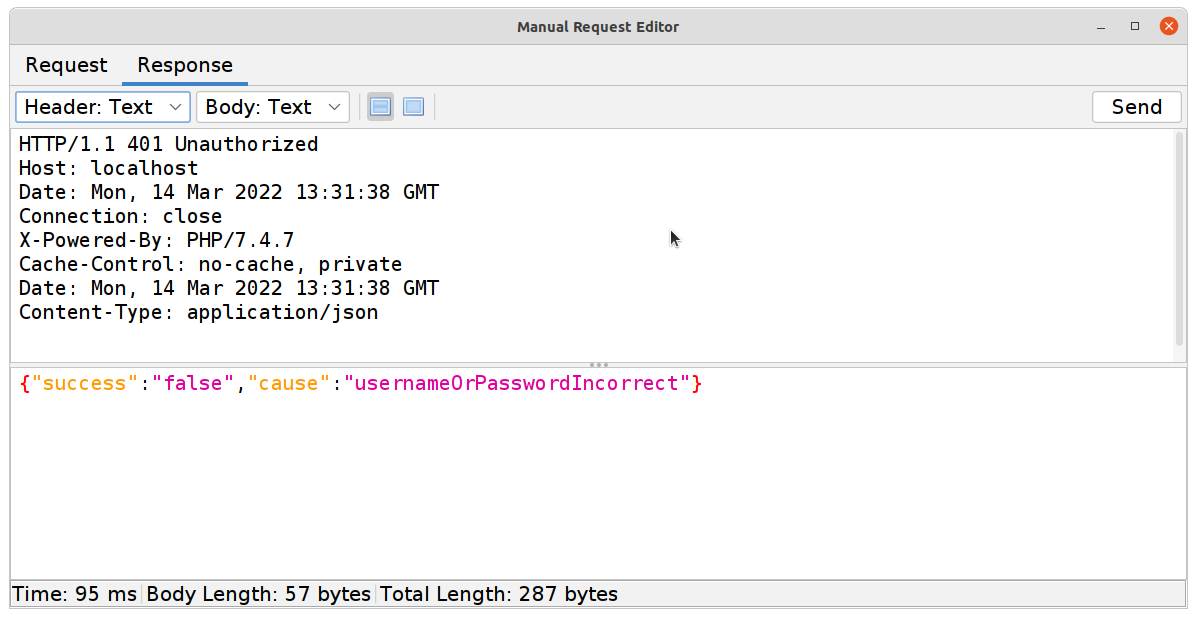 Manual Request Editor
Request Response
Header: Text Body: Text Send
HTTP/1.1 401 Unauthorized
Host: localhost
Date: Mon, 14 Mar 2022 13:31:38 GMT
Connection: close
X-Powered-By: PHP/7.4.7
Cache-Control: no-cache, private
Date: Mon, 14 Mar 2022 13:31:38 GMT
Content-Type: application/json
{"success":"false","cause":"usernameOrPasswordIncorrect"}
Time: 95 ms Body Length: 57 bytes Total Length: 287 bytes